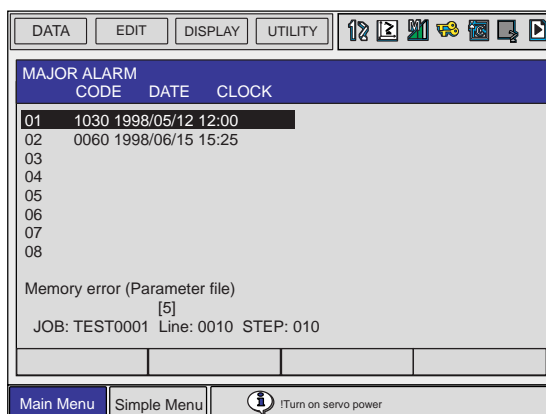 DATA EDIT DISPLAY UTILITY
MAJOR ALARM
CODE DATE CLOCK
01 1030 1998/05/12 12:00
02 0060 1998/06/15 15:25
03
04
05
06
07
08
Memory error (Parameter file)
[5]
JOB: TEST0001 Line: 0010 STEP: 010
Main Menu Simple Menu !Turn on servo power